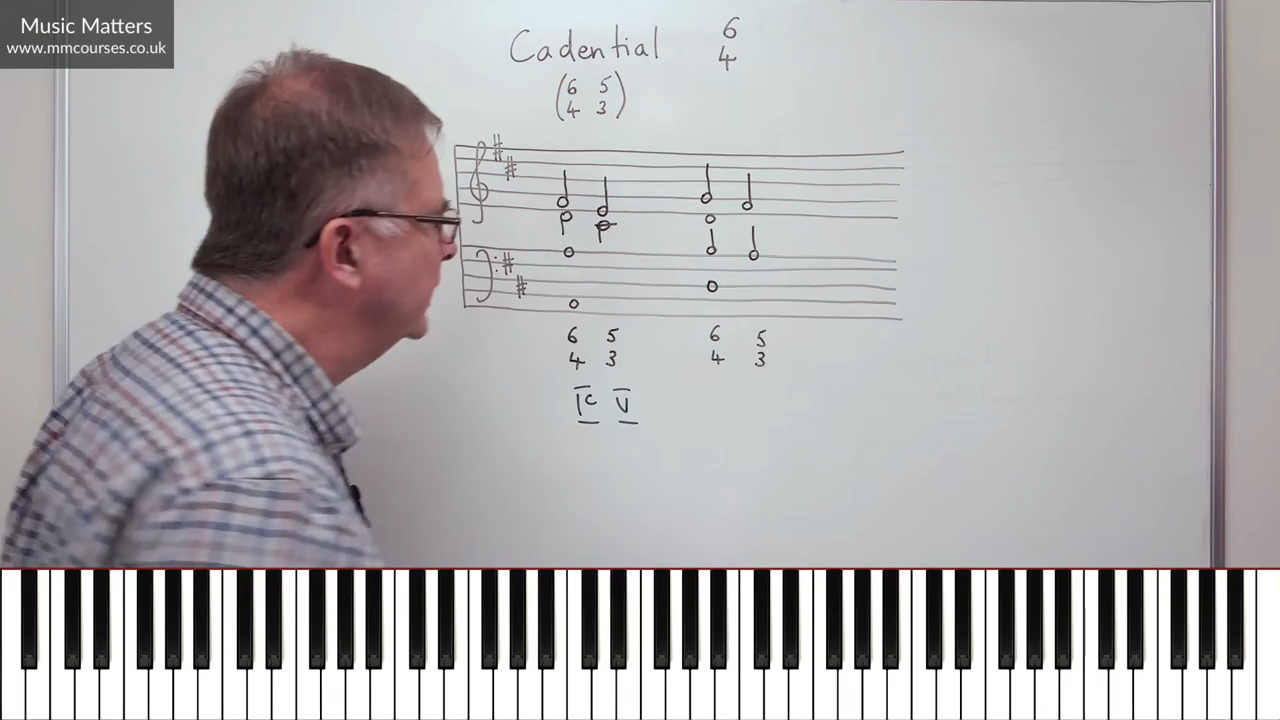 Music Matters
www.mmcourses.co.uk
Cadential 6
4
(6 5
4 3)
6 5 6 5
4 3 4 3
Ic V